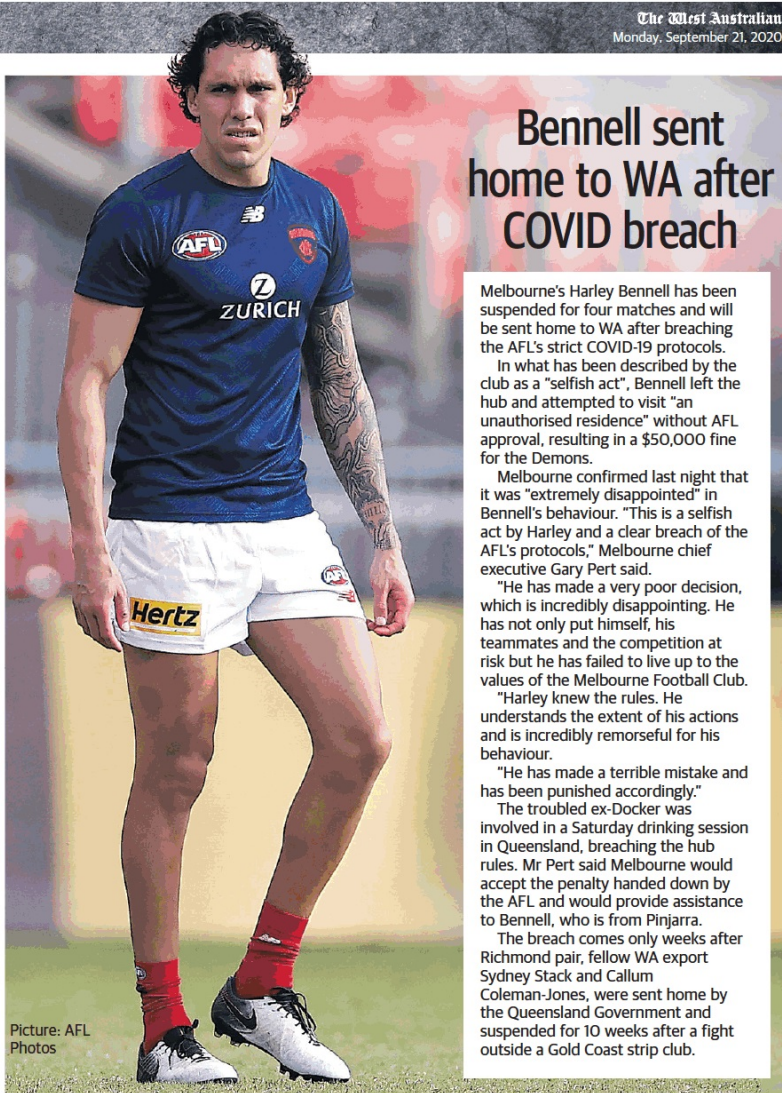 The West Australian
Monday, September 21, 2020
Bennell sent
home to WA after
COVID breach
AFL
ZURICH
Hertz
AFL
Melbourne's Harley Bennell has been
suspended for four matches and will
be sent home to WA after breaching
the AFL's strict COVID-19 protocols.
In what has been described by the
club as a "selfish act", Bennell left the
hub and attempted to visit "an
unauthorised residence" without AFL
approval, resulting in a $50,000 fine
for the Demons.
Melbourne confirmed last night that
it was "extremely disappointed" in
Bennell's behaviour. "This is a selfish
act by Harley and a clear breach of the
AFL's protocols," Melbourne chief
executive Gary Pert said.
"He has made a very poor decision,
which is incredibly disappointing. He
has not only put himself, his
teammates and the competition at
risk but he has failed to live up to the
values of the Melbourne Football Club.
"Harley knew the rules. He
understands the extent of his actions
and is incredibly remorseful for his
behaviour.
"He has made a terrible mistake and
has been punished accordingly."
The troubled ex-Docker was
involved in a Saturday drinking session
in Queensland, breaching the hub
rules. Mr Pert said Melbourne would
accept the penalty handed down by
the AFL and would provide assistance
to Bennell, who is from Pinjarra.
The breach comes only weeks after
Richmond pair, fellow WA export
Sydney Stack and Callum
Coleman-Jones, were sent home by
the Queensland Government and
suspended for 10 weeks after a fight
outside a Gold Coast strip club.
Picture: AFL
Photos